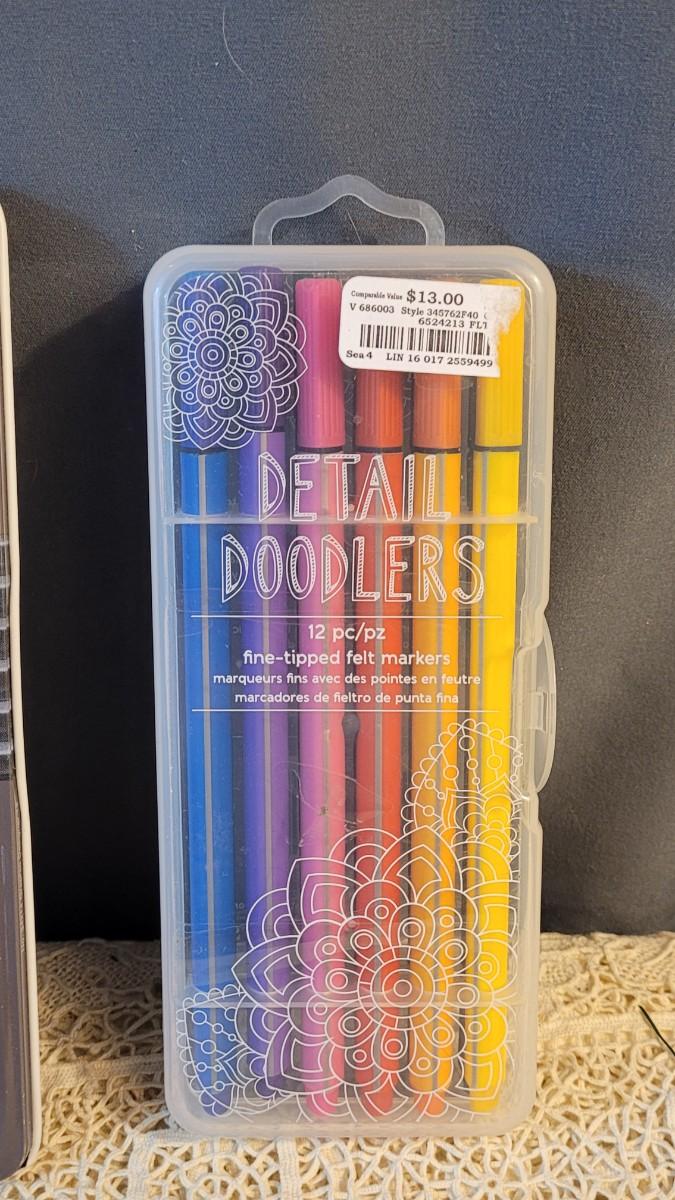 Comparable Value $13.00
V 686003 Style 345762F40
6524213 FLT
Sea 4 LIN 16 017 2559499
DETAIL
DOODLERS
12 pc/pz
fine-tipped felt markers
marqueurs fins avec des pointes en feutre
marcadores de fieltro de punta fina